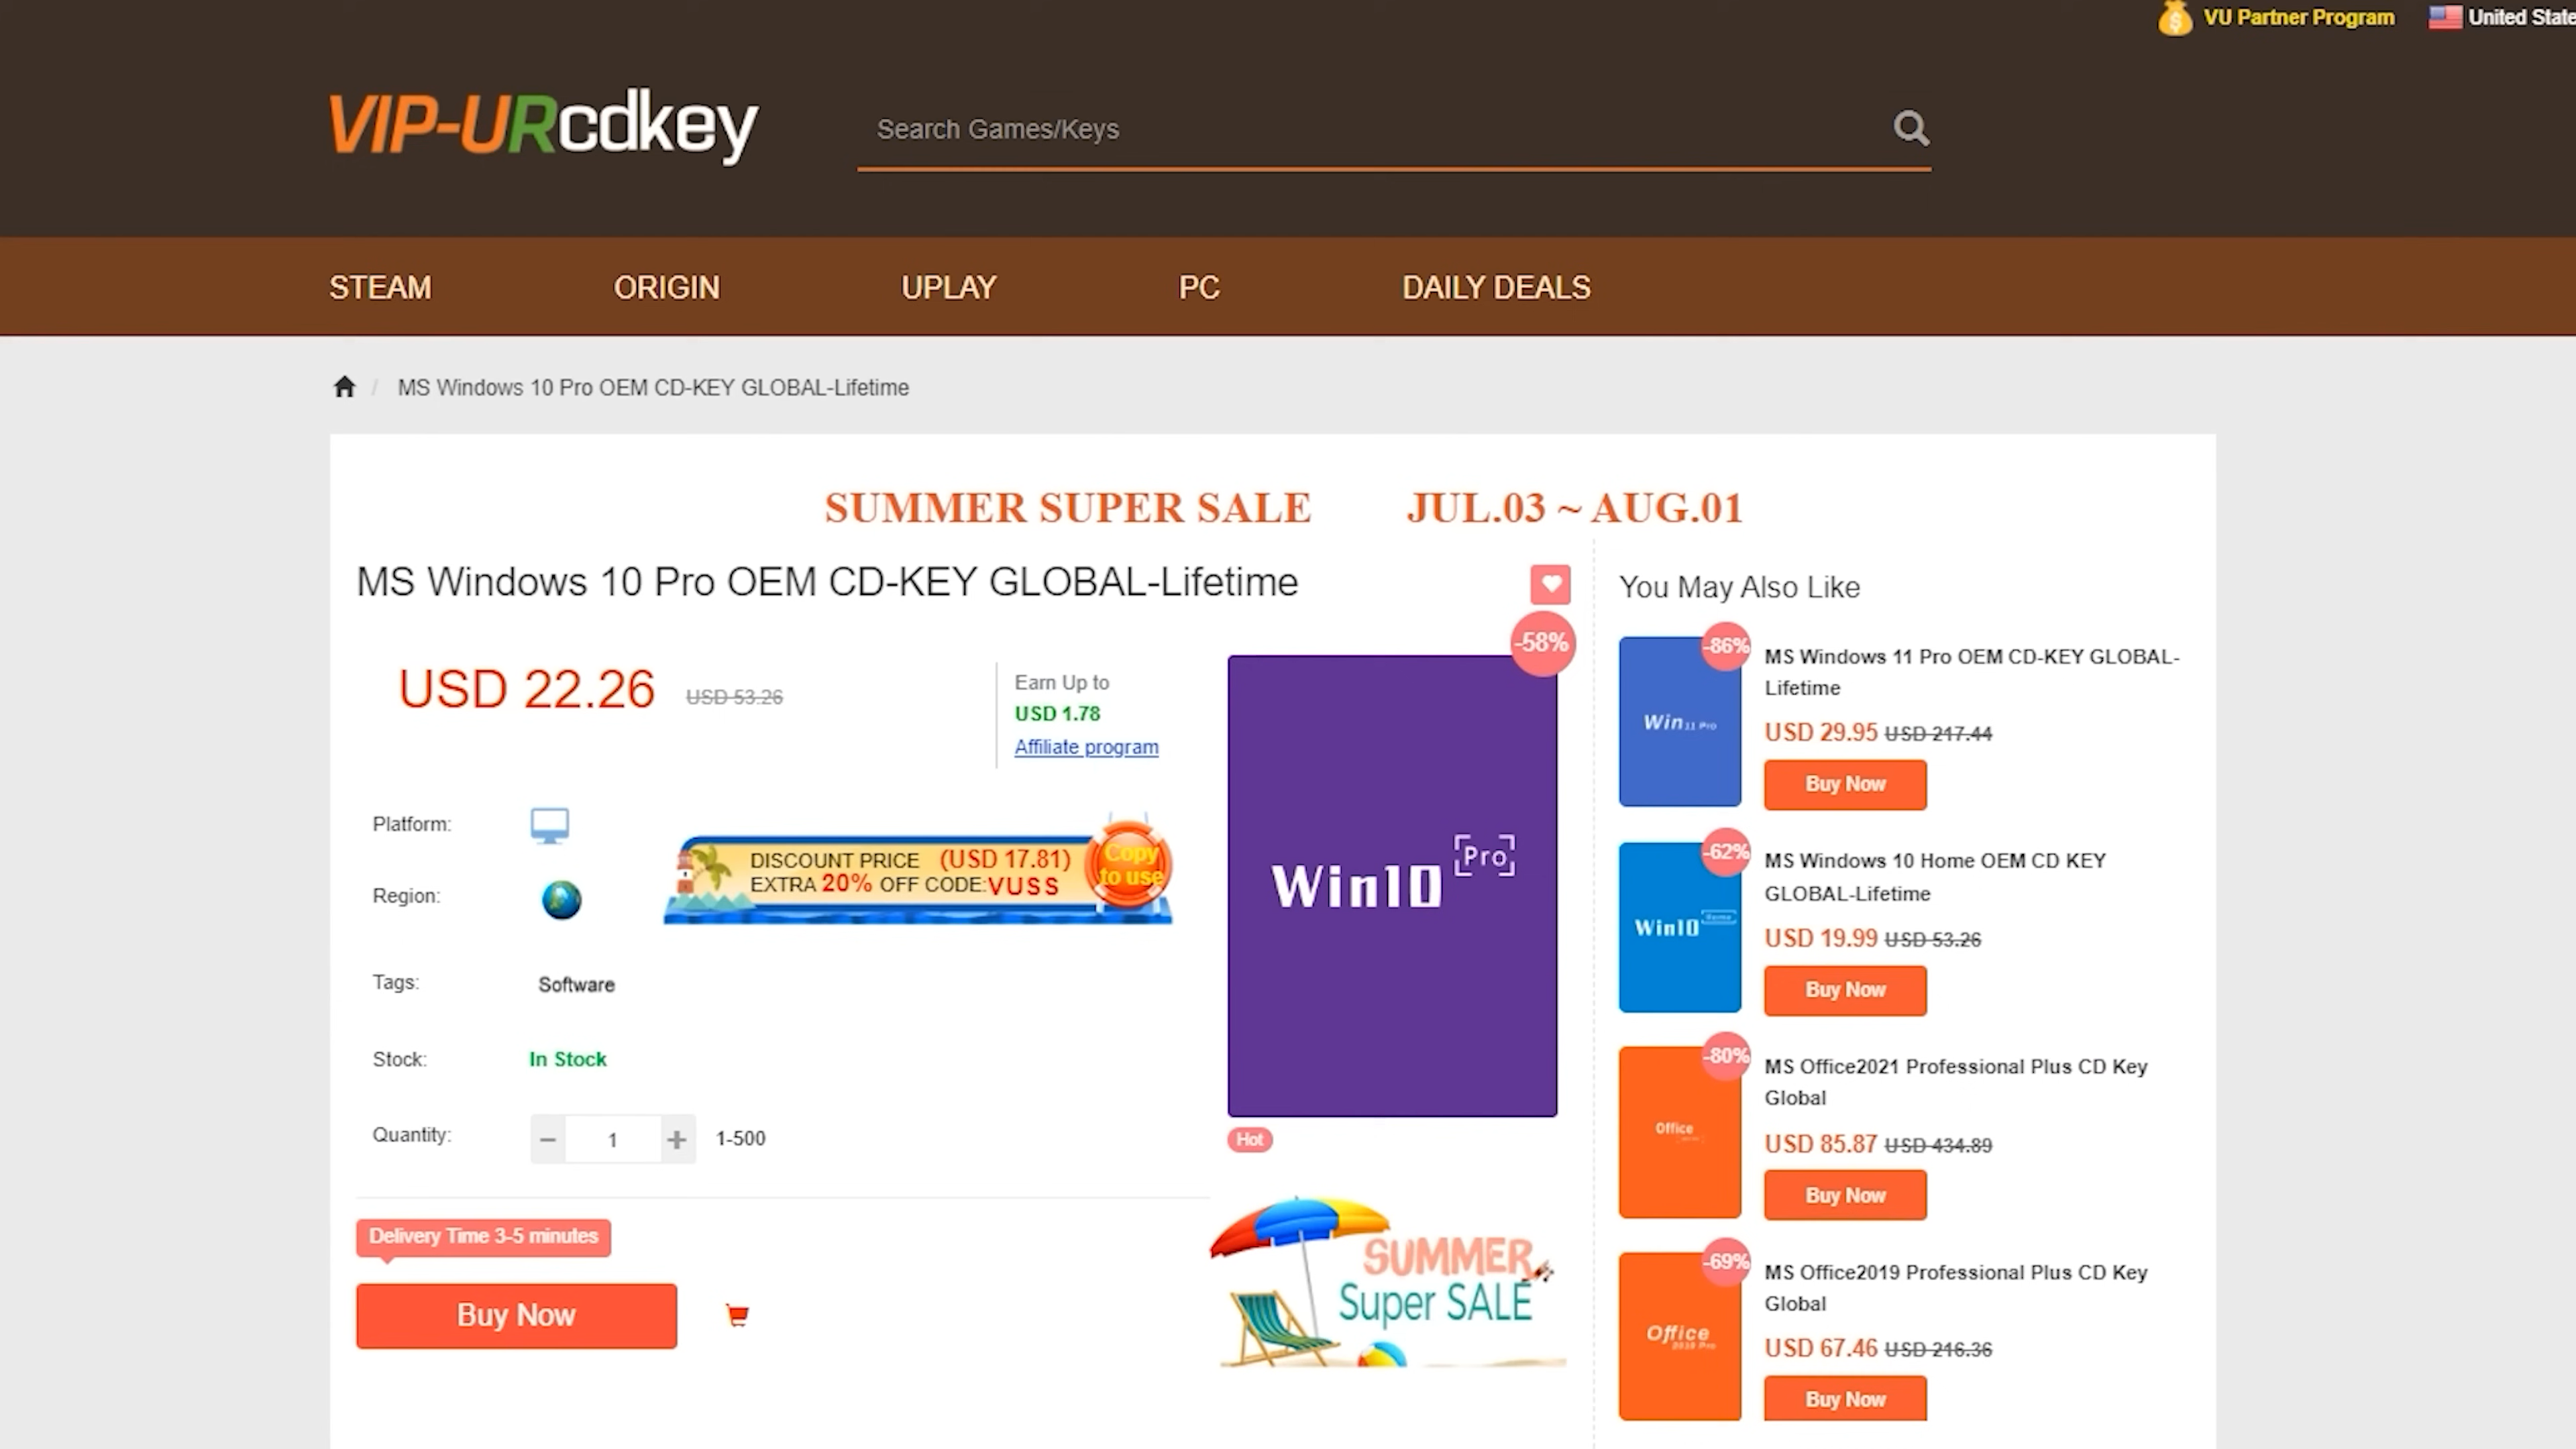 VU Partner Program
United State
VIP-URcdkey
Search Games/Keys
STEAM
ORIGIN
UPLAY
PC
DAILY DEALS
MS Windows 10 Pro OEM CD-KEY GLOBAL-Lifetime
SUMMER SUPER SALE JUL.03 ~ AUG.01
MS Windows 10 Pro OEM CD-KEY GLOBAL-Lifetime
-58%
USD 22.26 USD 53.26
Earn Up to
USD 1.78
Affiliate program
Platform:
DISCOUNT PRICE (USD 17.81)
EXTRA 20% OFF CODE:VUSS
Copy
to use
Region:
Tags:
Software
Stock:
In Stock
Quantity:
1
1-500
Win10 Pro
Hot
Delivery Time 3-5 minutes
Buy Now
SUMMER
Super SALE
You May Also Like
-86%
Win 11 Pro
MS Windows 11 Pro OEM CD-KEY GLOBAL-
Lifetime
USD 29.95 USD 217.44
Buy Now
-62%
Win10 Home
MS Windows 10 Home OEM CD KEY
GLOBAL-Lifetime
USD 19.99 USD 53.26
Buy Now
-80%
Office
MS Office2021 Professional Plus CD Key
Global
USD 85.87 USD 434.89
Buy Now
-69%
Office
MS Office2019 Professional Plus CD Key
Global
USD 67.46 USD 216.36
Buy Now